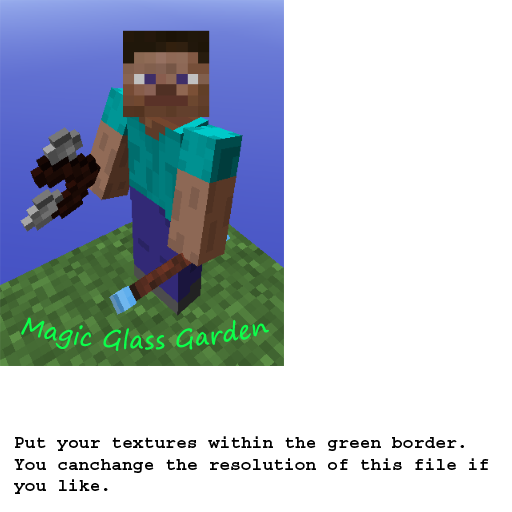 Magic Glass Garden
Put your textures within the green border.
You canchange the resolution of this file if
you like.